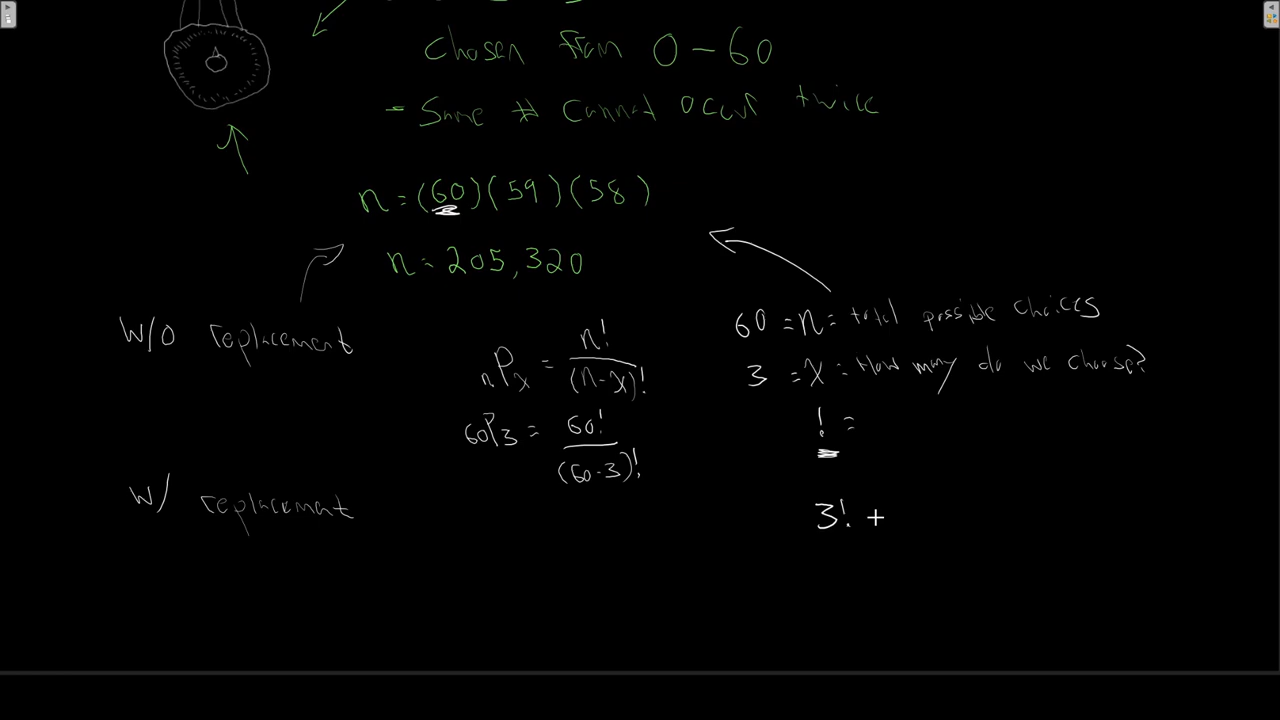 chosen from 0-60
- Same # cannot occur twice
n=(60)(59)(58)
n=205,320
w/o replacement
nPx = n!/(n-x)!
60P3 = 60!/(60-3)!
w/ replacement
60 = n = total possible choices
3 = x = How many do we choose?
! =
3! +